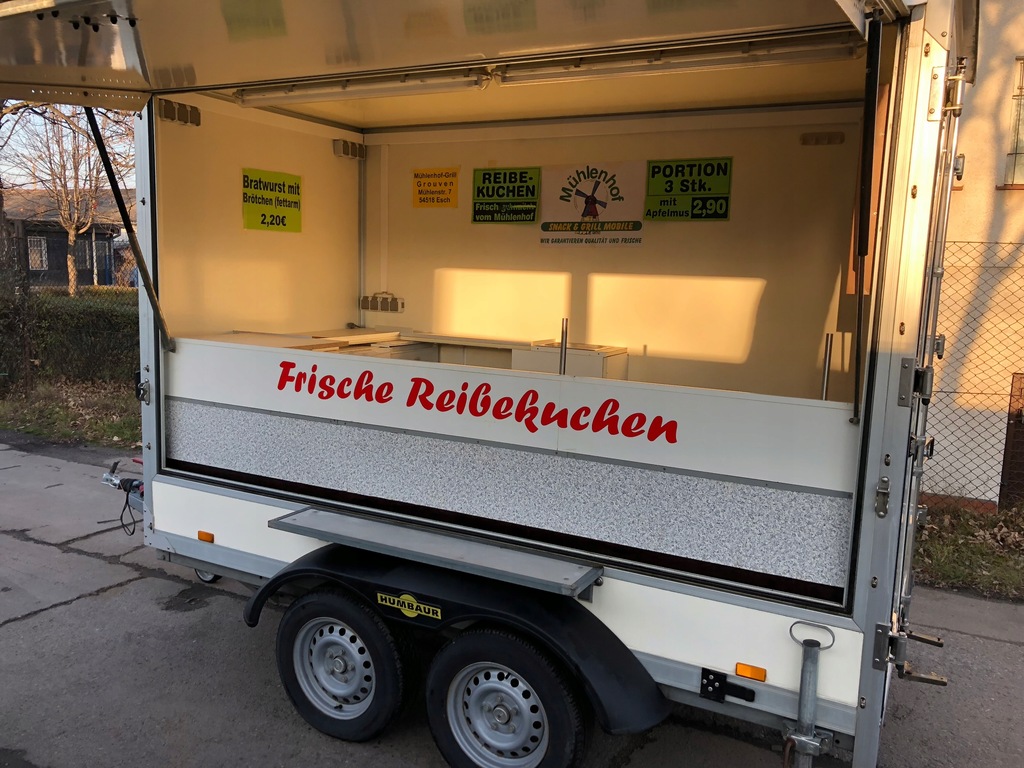 Bratwurst mit
Brötchen (fettarm)
2,20€
Mühlenhof-Grill
Grouven
Mühlenstr. 7
54518 Esch
REIBE-
KUCHEN
Frisch
vom Mühlenhof
Mühlenhof
SNACK & GRILL MOBILE
WIR GARANTIEREN QUALITÄT UND FRISCHE
PORTION
3 Stk.
mit
Apfelmus 2,90
Frische Reibekuchen
HUMBAUR